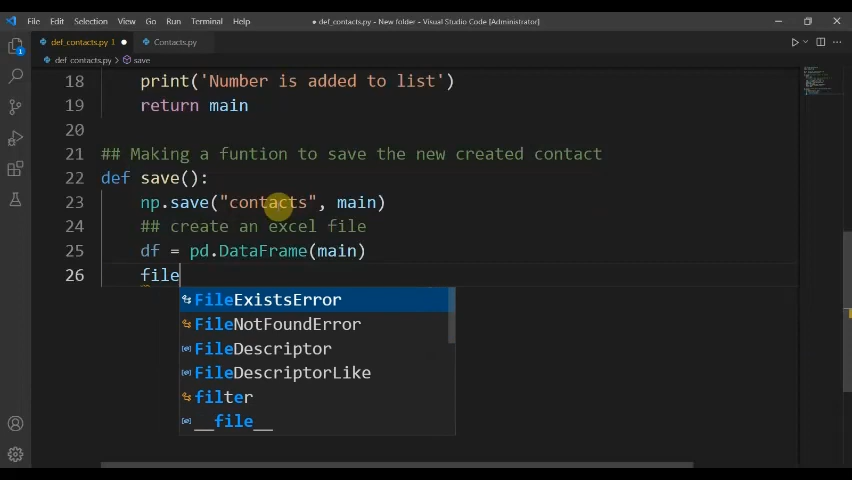 File Edit Selection View Go Run Terminal Help ● def_contacts.py - New folder - Visual Studio Code [Administrator]
def_contacts.py 1 ● Contacts.py
def_contacts.py > save
18 print('Number is added to list')
19 return main
20
21 ## Making a funtion to save the new created contact
22 def save():
23 np.save("contacts", main)
24 ## create an excel file
25 df = pd.DataFrame(main)
26 file
FileExistsError
FileNotFoundError
FileDescriptor
FileDescriptorLike
filter
__file__